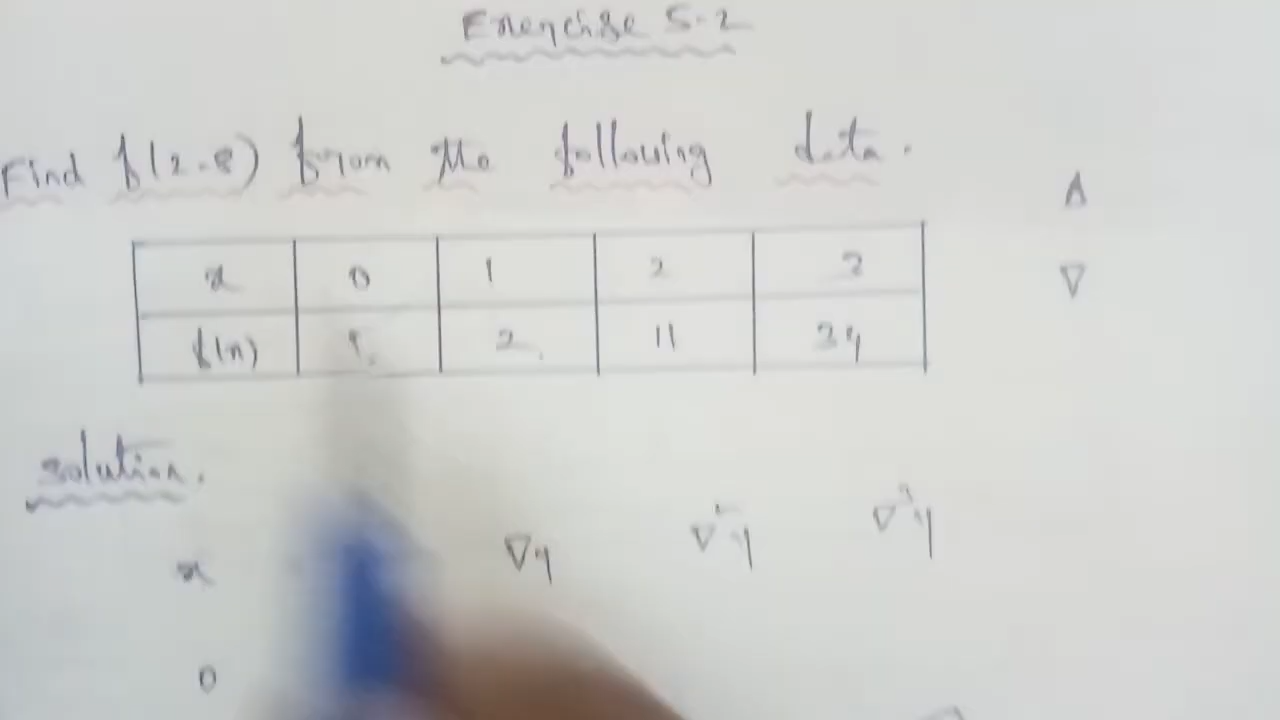 Exercise 5.2
Find f(2.8) from the following data.
Δ
x 0 1 2 3
∇
f(x) 1 2 11 34
solution.
x ∇y ∇²y ∇³y
0